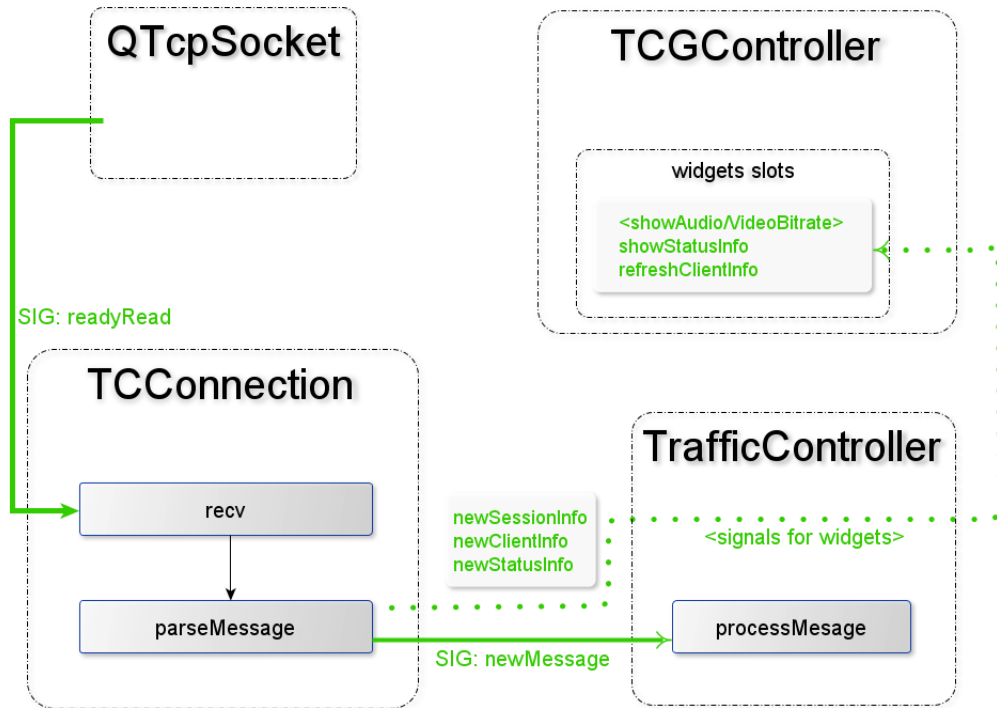 QTcpSocket
TCGController
widgets slots
<showAudio/VideoBitrate>
showStatusInfo
refreshClientInfo
SIG: readyRead
TCConnection
TrafficController
recv
newSessionInfo
newClientInfo
newStatusInfo
<signals for widgets>
parseMessage
processMesage
SIG: newMessage